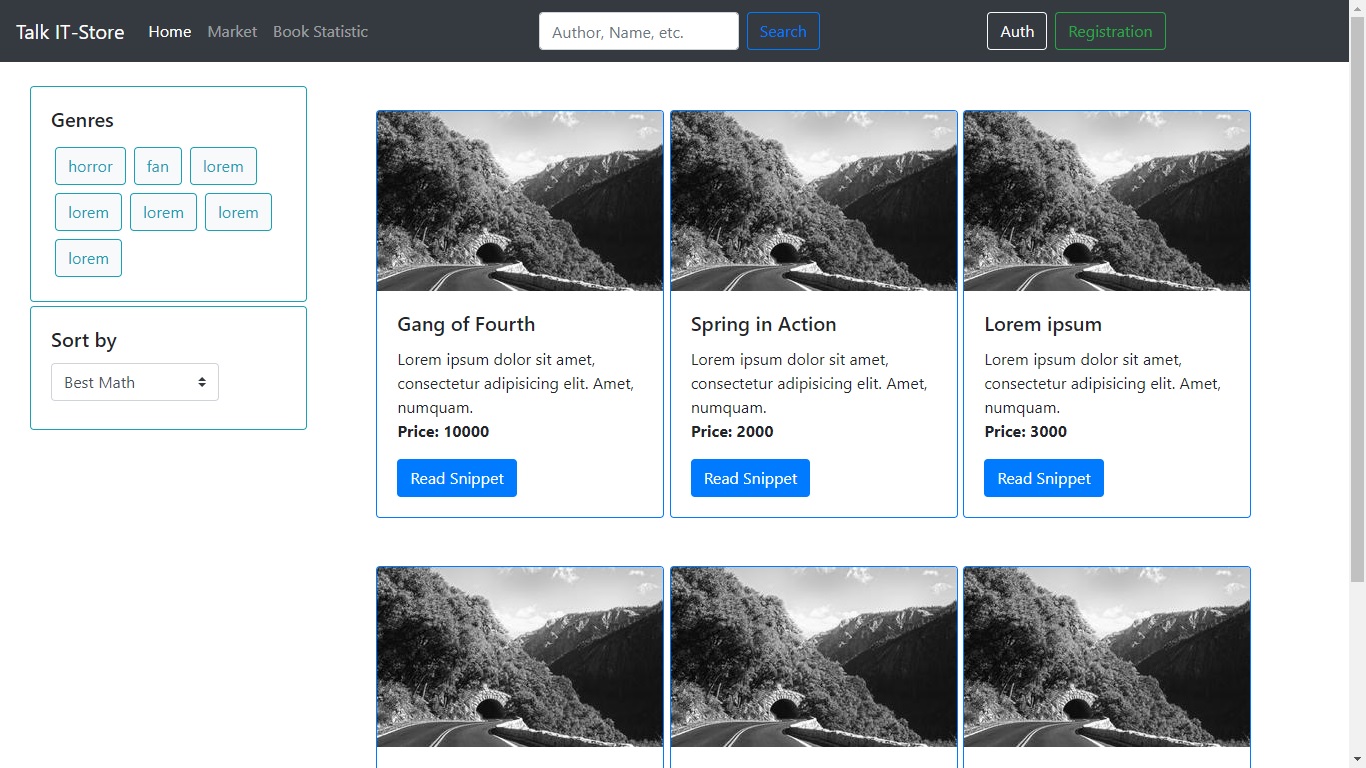 Talk IT-Store Home Market Book Statistic Author, Name, etc. Search Auth Registration
Genres
horror fan lorem
lorem lorem lorem
lorem
Sort by
Best Math
Gang of Fourth
Lorem ipsum dolor sit amet,
consectetur adipisicing elit. Amet,
numquam.
Price: 10000
Read Snippet
Spring in Action
Lorem ipsum dolor sit amet,
consectetur adipisicing elit. Amet,
numquam.
Price: 2000
Read Snippet
Lorem ipsum
Lorem ipsum dolor sit amet,
consectetur adipisicing elit. Amet,
numquam.
Price: 3000
Read Snippet